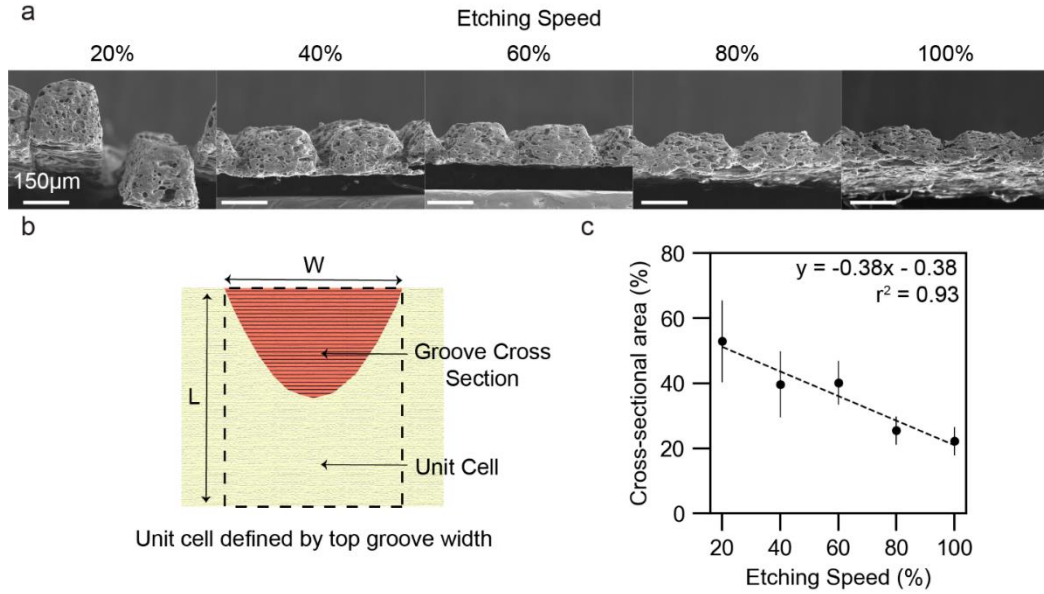 a
Etching Speed
20% 40% 60% 80% 100%
150µm
b
W
L
Groove Cross
Section
Unit Cell
Unit cell defined by top groove width
c
y = -0.38x - 0.38
r² = 0.93
Cross-sectional area (%)
80
60
40
20
0
20 40 60 80 100
Etching Speed (%)